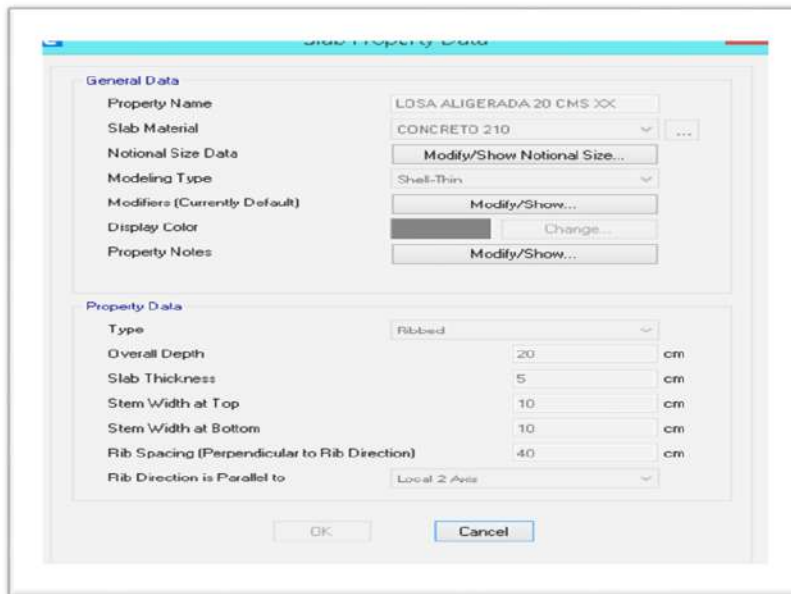 Slab Property Data
General Data
Property Name LOSA ALIGERADA 20 CMS XX
Slab Material CONCRETO 210 ...
Notional Size Data Modify/Show Notional Size...
Modeling Type Shell-Thin
Modifiers (Currently Default) Modify/Show...
Display Color Change...
Property Notes Modify/Show...
Property Data
Type Ribbed
Overall Depth 20 cm
Slab Thickness 5 cm
Stem Width at Top 10 cm
Stem Width at Bottom 10 cm
Rib Spacing (Perpendicular to Rib Direction) 40 cm
Rib Direction is Parallel to Local 2 Axis
OK Cancel